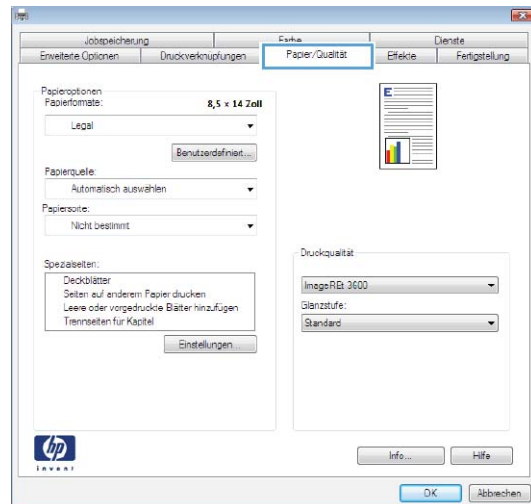 Jobspeicherung
Farbe
Dienste
Erweiterte Optionen
Druckverknüpfungen
Papier/Qualität
Effekte
Fertigstellung
Papieroptionen
Papierformate:
8,5 × 14 Zoll
Legal
Benutzerdefiniert...
Papierquelle:
Automatisch auswählen
Papiersorte:
Nicht bestimmt
Spezialseiten:
Deckblätter
Seiten auf anderem Papier drucken
Leere oder vorgedruckte Blätter hinzufügen
Trennseiten für Kapitel
Einstellungen...
E
Druckqualität
ImageREt 3600
Glanzstufe:
Standard
hp
invent
Info...
Hilfe
OK
Abbrechen